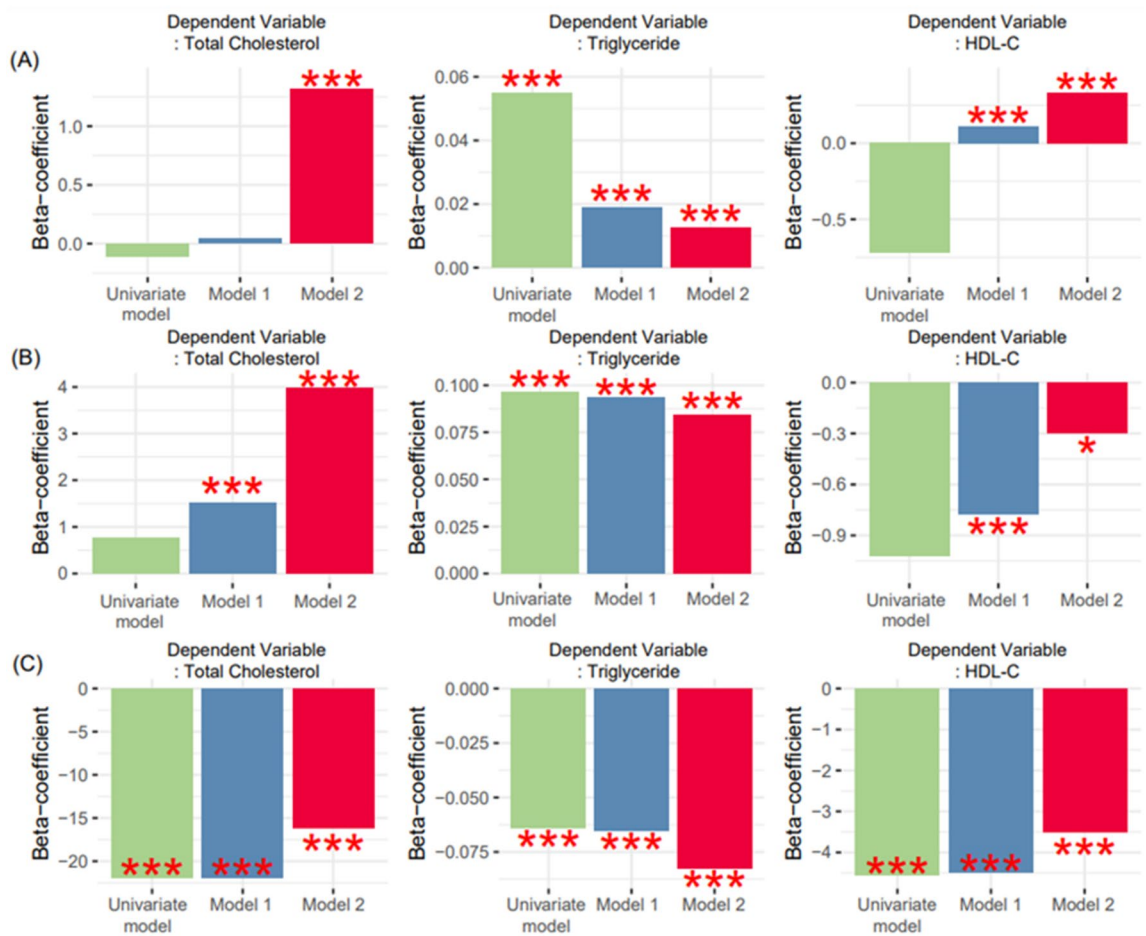 (A)
Dependent Variable
: Total Cholesterol
Beta−coefficient
1.0
0.5
0.0
***
Univariate
model
Model 1
Model 2
Dependent Variable
: Triglyceride
Beta−coefficient
0.06
0.04
0.02
0.00
***
***
***
Univariate
model
Model 1
Model 2
Dependent Variable
: HDL-C
Beta−coefficient
0.0
−0.5
***
***
Univariate
model
Model 1
Model 2
(B)
Dependent Variable
: Total Cholesterol
Beta−coefficient
4
3
2
1
0
***
***
Univariate
model
Model 1
Model 2
Dependent Variable
: Triglyceride
Beta−coefficient
0.100
0.075
0.050
0.025
0.000
***
***
***
Univariate
model
Model 1
Model 2
Dependent Variable
: HDL-C
Beta−coefficient
0.0
−0.3
−0.6
−0.9
***
*
Univariate
model
Model 1
Model 2
(C)
Dependent Variable
: Total Cholesterol
Beta−coefficient
0
−5
−10
−15
−20
***
***
***
Univariate
model
Model 1
Model 2
Dependent Variable
: Triglyceride
Beta−coefficient
0.000
−0.025
−0.050
−0.075
***
***
***
Univariate
model
Model 1
Model 2
Dependent Variable
: HDL-C
Beta−coefficient
0
−1
−2
−3
−4
***
***
***
Univariate
model
Model 1
Model 2